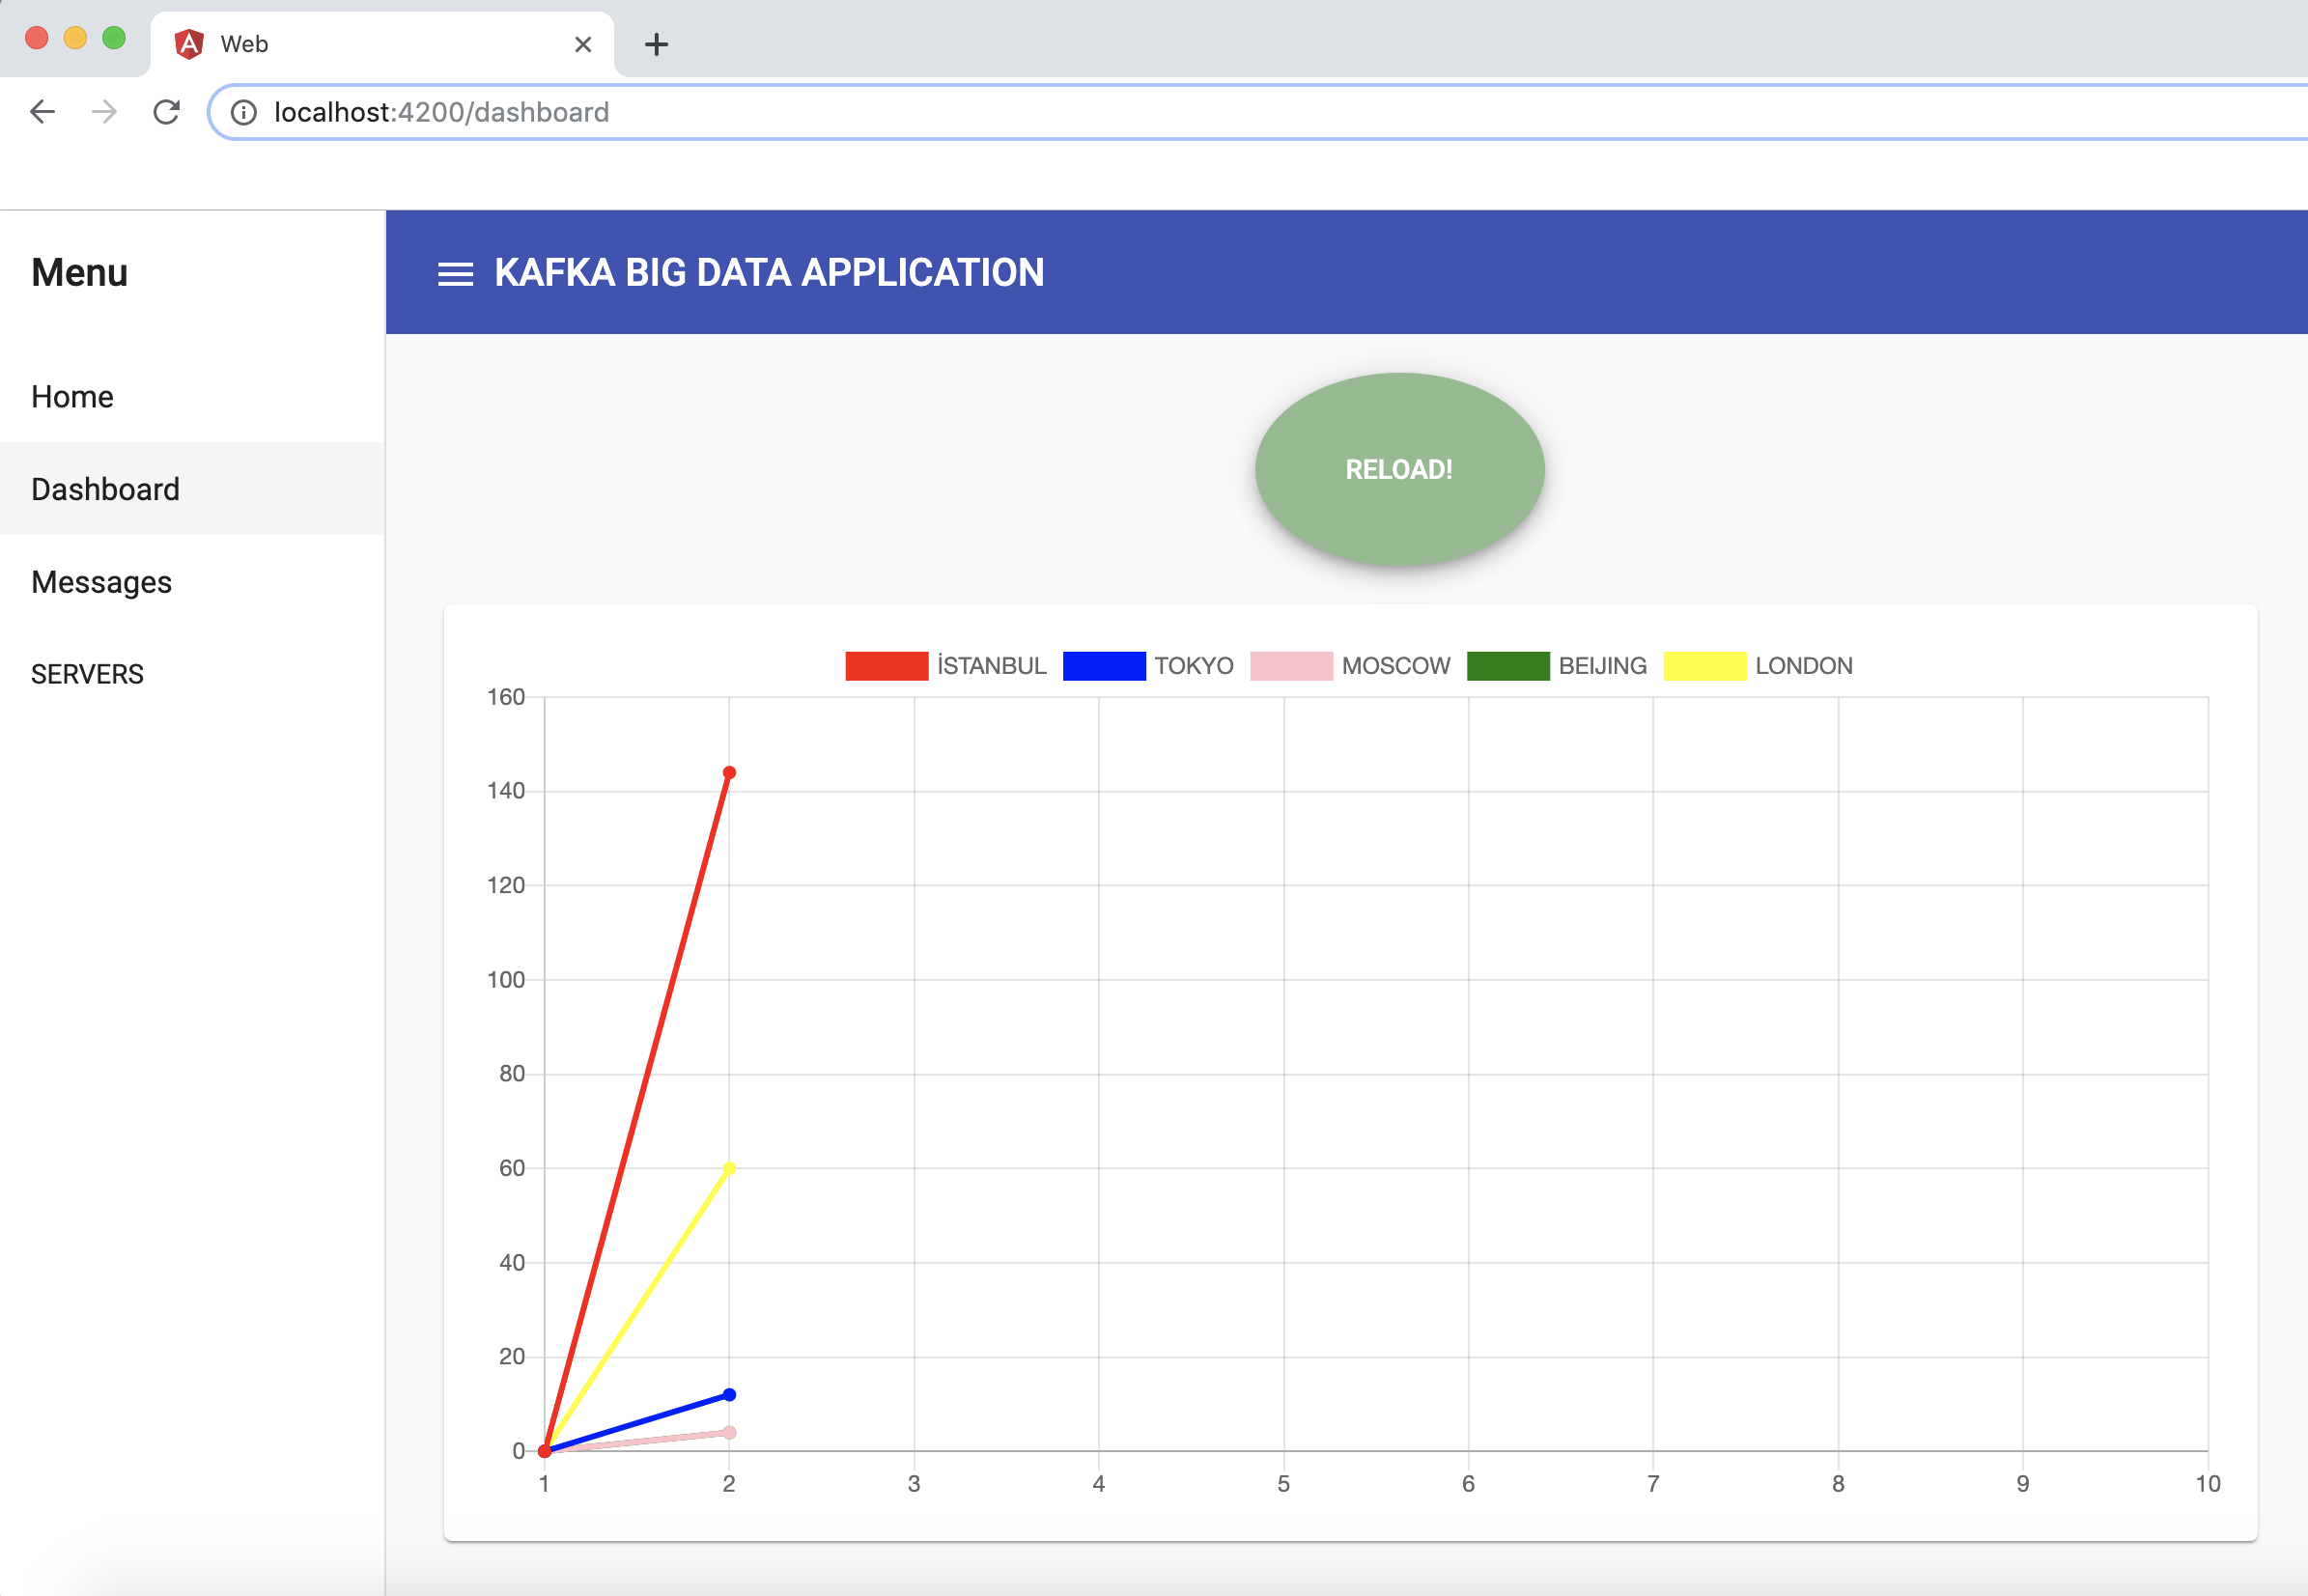 Web
localhost:4200/dashboard
Menu
KAFKA BIG DATA APPLICATION
Home
Dashboard
Messages
SERVERS
RELOAD!
İSTANBUL TOKYO MOSCOW BEIJING LONDON
160
140
120
100
80
60
40
20
0
1 2 3 4 5 6 7 8 9 10